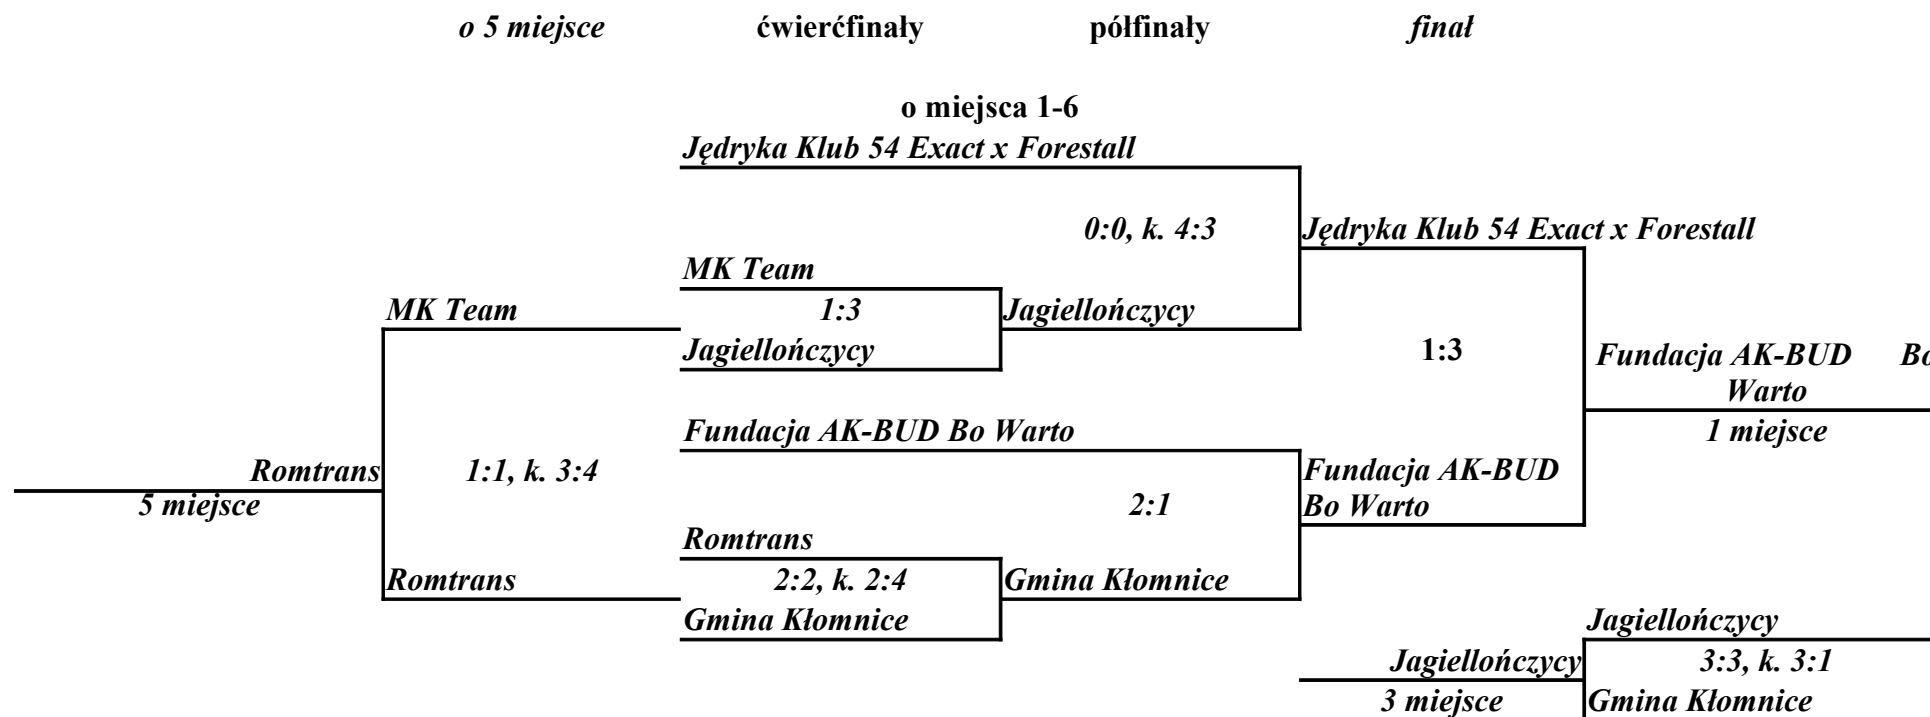 o 5 miejsce ćwierćfinały półfinały finał
o miejsca 1-6
Jędryka Klub 54 Exact x Forestall
0:0, k. 4:3
Jędryka Klub 54 Exact x Forestall
MK Team
MK Team
1:3
Jagiellończycy
Jagiellończycy
1:3
Fundacja AK-BUD Bo
Warto
1 miejsce
Fundacja AK-BUD Bo Warto
Romtrans
5 miejsce
1:1, k. 3:4
Fundacja AK-BUD
Bo Warto
2:1
Romtrans
Romtrans
2:2, k. 2:4
Gmina Kłomnice
Gmina Kłomnice
Jagiellończycy
Jagiellończycy
3 miejsce
3:3, k. 3:1
Gmina Kłomnice